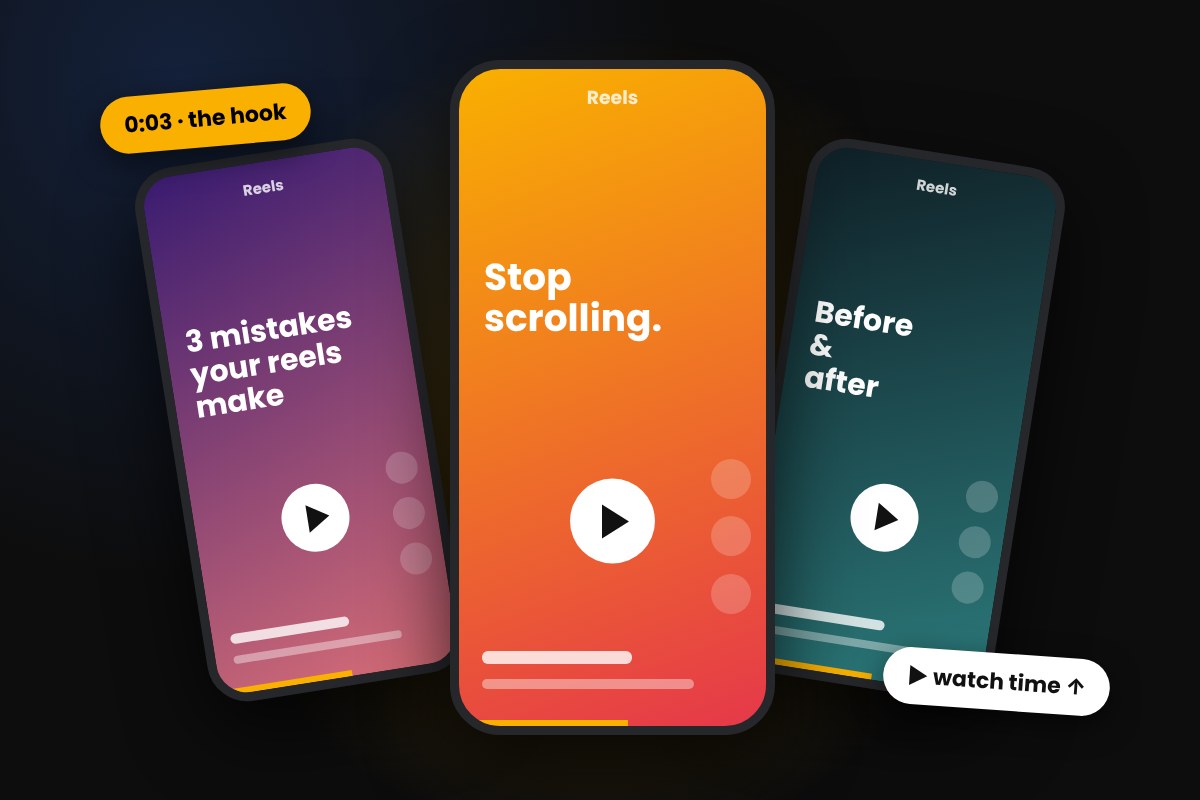 0:03 · the hook
Reels
3 mistakes
your reels
make
Reels
Stop
scrolling.
Reels
Before
&
after
▶ watch time ↑